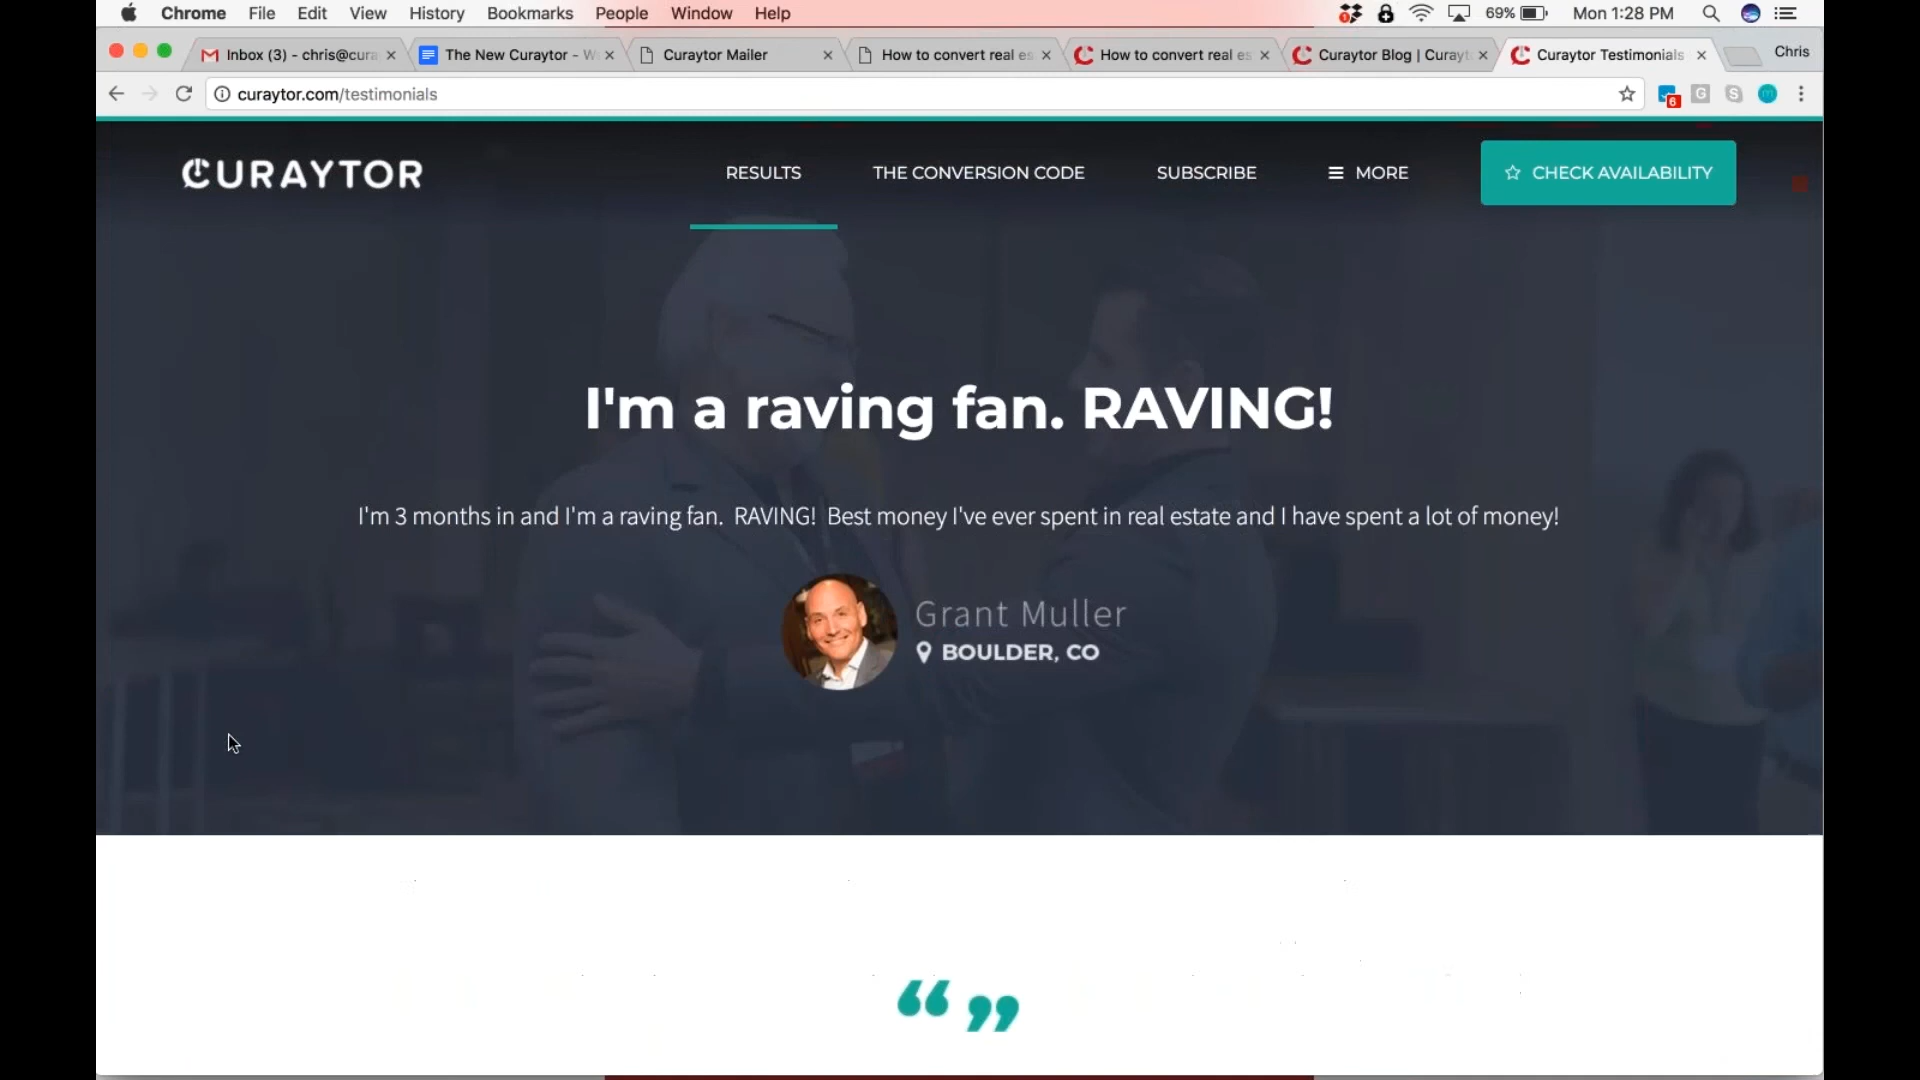 Chrome File Edit View History Bookmarks People Window Help 69% Mon 1:28 PM
Inbox (3) - chris@cura The New Curaytor - W Curaytor Mailer How to convert real es How to convert real es Curaytor Blog | Curayt Curaytor Testimonials Chris
curaytor.com/testimonials 6 G S
CURAYTOR RESULTS THE CONVERSION CODE SUBSCRIBE MORE CHECK AVAILABILITY
I'm a raving fan. RAVING!
I'm 3 months in and I'm a raving fan. RAVING! Best money I've ever spent in real estate and I have spent a lot of money!
Grant Muller
BOULDER, CO
“ ”